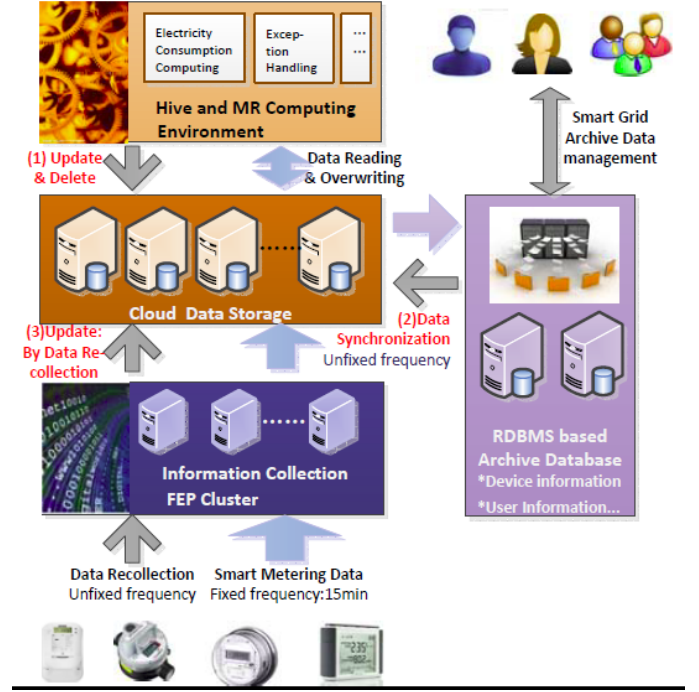 Electricity
Consumption
Computing
Excep-
tion
Handling
...
...
Hive and MR Computing
Environment
(1) Update
& Delete
Data Reading
& Overwriting
Smart Grid
Archive Data
management
......
Cloud Data Storage
(3)Update:
By Data Re-
collection
(2)Data
Synchronization
Unfixed frequency
......
Information Collection
FEP Cluster
RDBMS based
Archive Database
*Device information
*User Information...
Data Recollection
Unfixed frequency
Smart Metering Data
Fixed frequency:15min